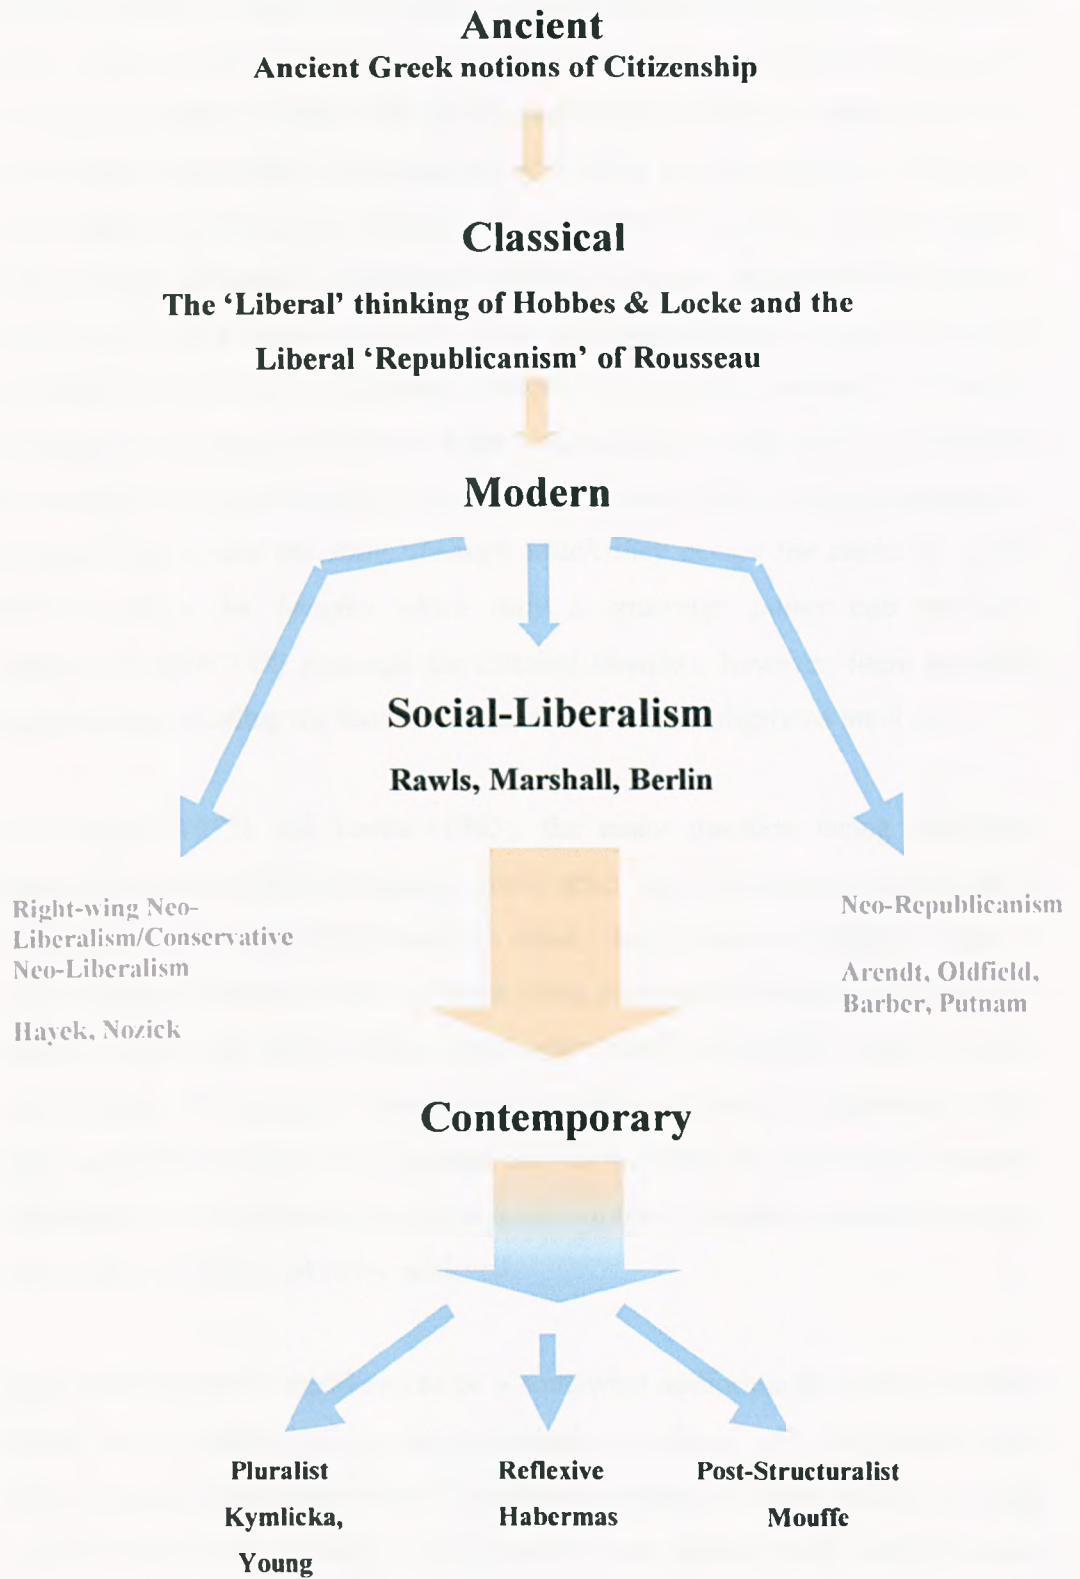 Ancient
Ancient Greek notions of Citizenship
Classical
The ‘Liberal’ thinking of Hobbes & Locke and the
Liberal ‘Republicanism’ of Rousseau
Modern
Social-Liberalism
Rawls, Marshall, Berlin
Right-wing Neo-
Liberalism/Conservative
Neo-Liberalism
Hayek, Nozick
Neo-Republicanism
Arendt, Oldfield,
Barber, Putnam
Contemporary
Pluralist
Kymlicka,
Young
Reflexive
Habermas
Post-Structuralist
Mouffe